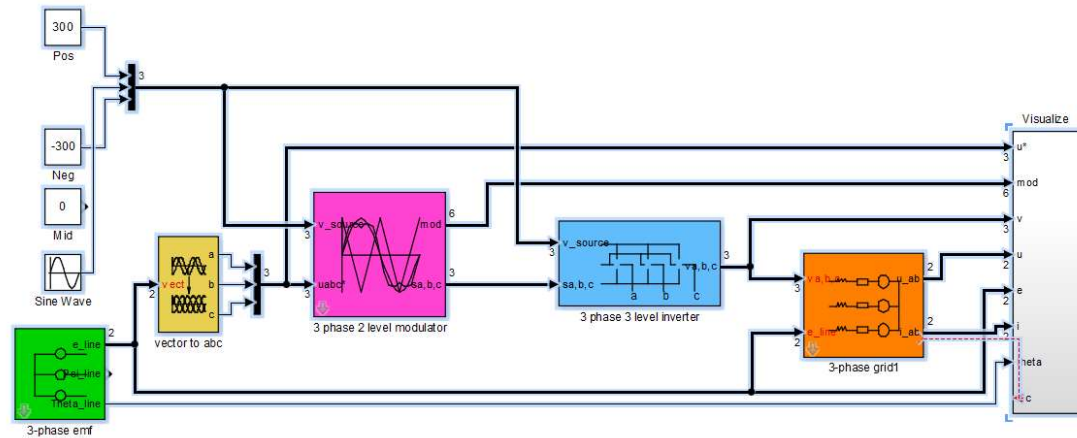 300
Pos
3
-300
Neg
0
Mid
Sine Wave
vect
2
a
b
c
vector to abc
3
e_line
2
Psi_line
Theta_line
3-phase emf
v_source
3
uabc*
3
mod
6
sa,b,c
3
3 phase 2 level modulator
v_source
3
sa,b,c
va,b,c
3
a b c
3 phase 3 level inverter
3
e_line
2
u_ab
2
i_ab
2
3-phase grid1
Visualize
u*
3
mod
6
v
3
u
2
e
2
i
2
c